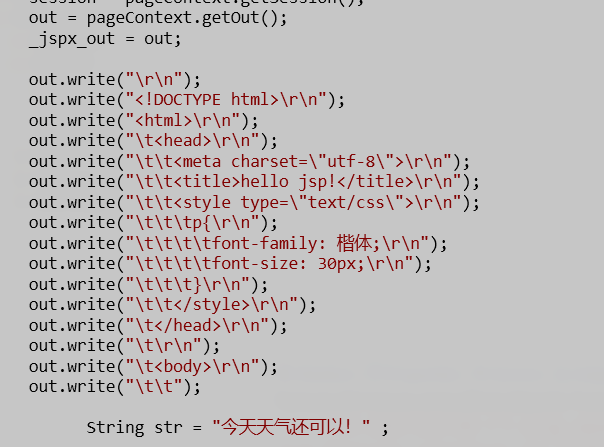 session = pageContext.getSession();
out = pageContext.getOut();
_jspx_out = out;
out.write("\r\n");
out.write("<!DOCTYPE html>\r\n");
out.write("<html>\r\n");
out.write("\t<head>\r\n");
out.write("\t\t<meta charset=\"utf-8\">\r\n");
out.write("\t\t<title>hello jsp!</title>\r\n");
out.write("\t\t<style type=\"text/css\">\r\n");
out.write("\t\t\tp{\r\n");
out.write("\t\t\t\tfont-family: 楷体;\r\n");
out.write("\t\t\t\tfont-size: 30px;\r\n");
out.write("\t\t\t}\r\n");
out.write("\t\t</style>\r\n");
out.write("\t</head>\r\n");
out.write("\t\r\n");
out.write("\t<body>\r\n");
out.write("\t\t");
String str = "今天天气还可以！" ;